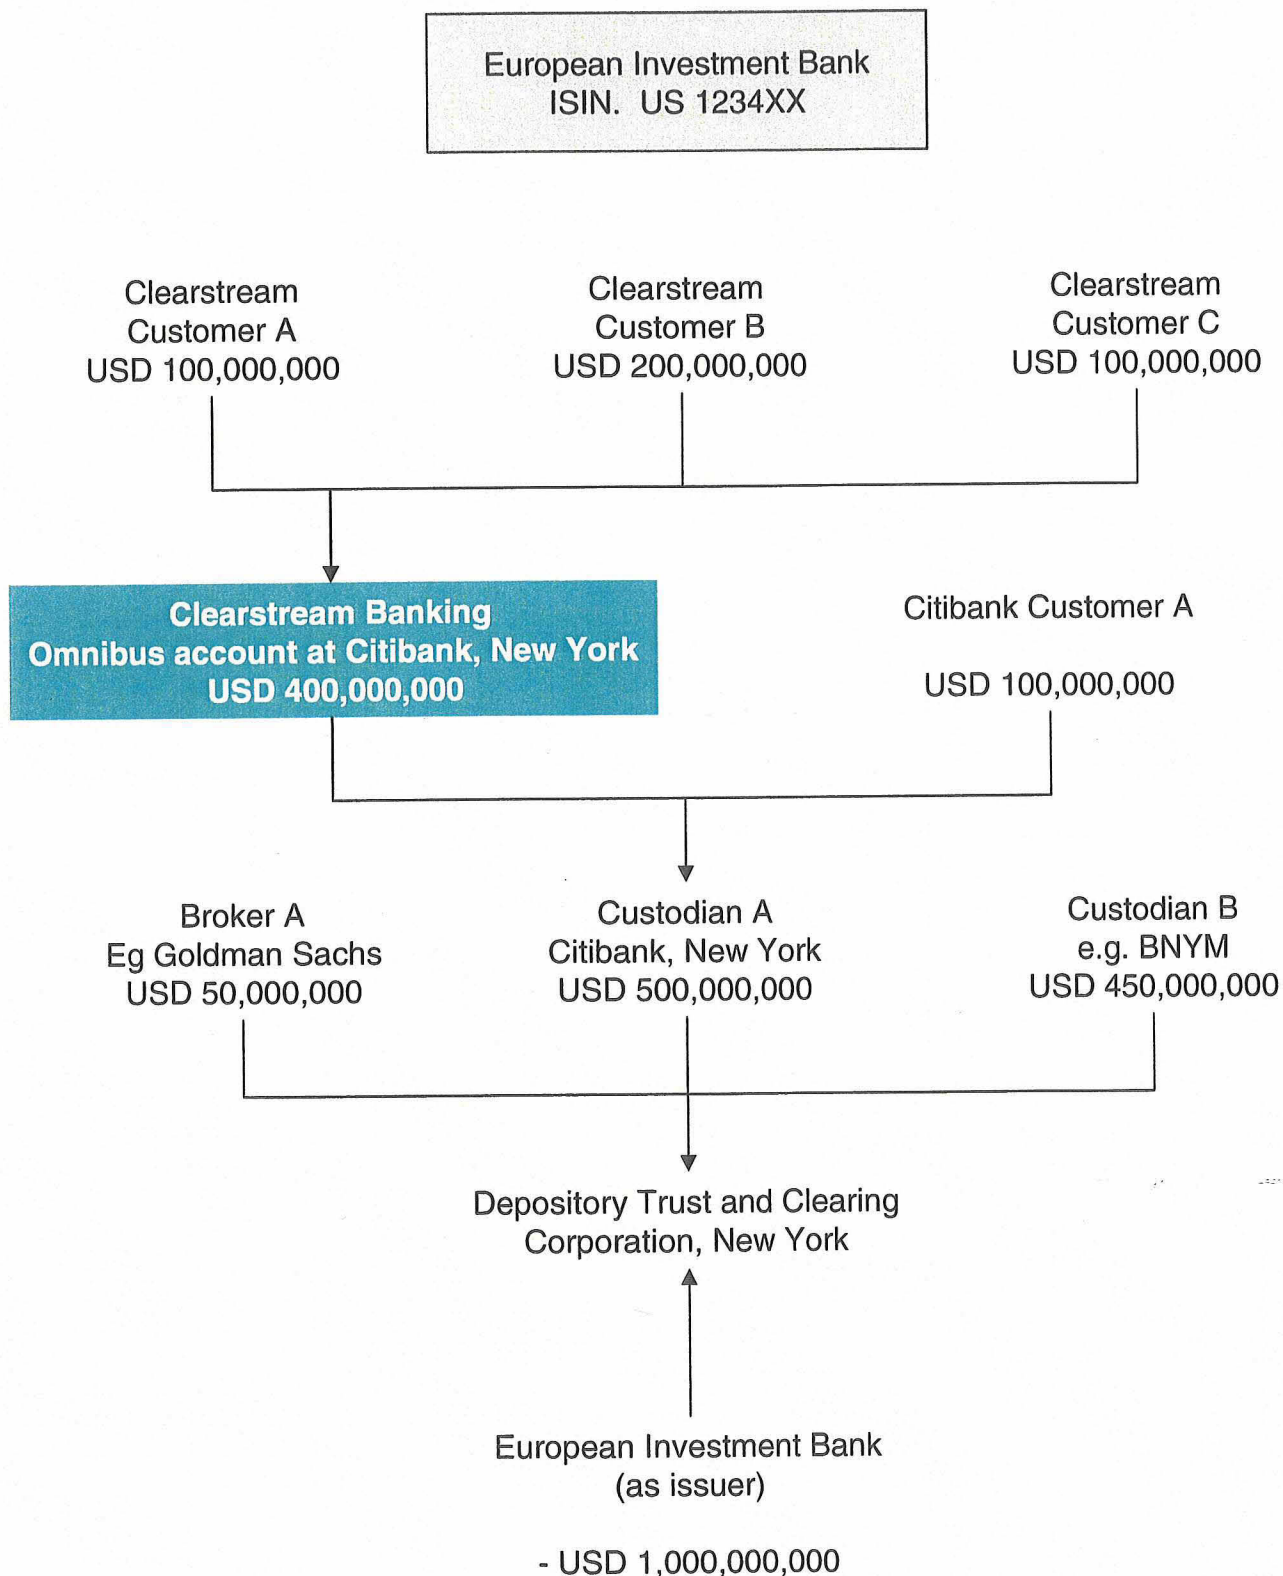 European Investment Bank
ISIN. US 1234XX
Clearstream
Customer A
USD 100,000,000
Clearstream
Customer B
USD 200,000,000
Clearstream
Customer C
USD 100,000,000
Clearstream Banking
Omnibus account at Citibank, New York
USD 400,000,000
Citibank Customer A
USD 100,000,000
Broker A
Eg Goldman Sachs
USD 50,000,000
Custodian A
Citibank, New York
USD 500,000,000
Custodian B
e.g. BNYM
USD 450,000,000
Depository Trust and Clearing
Corporation, New York
European Investment Bank
(as issuer)
- USD 1,000,000,000